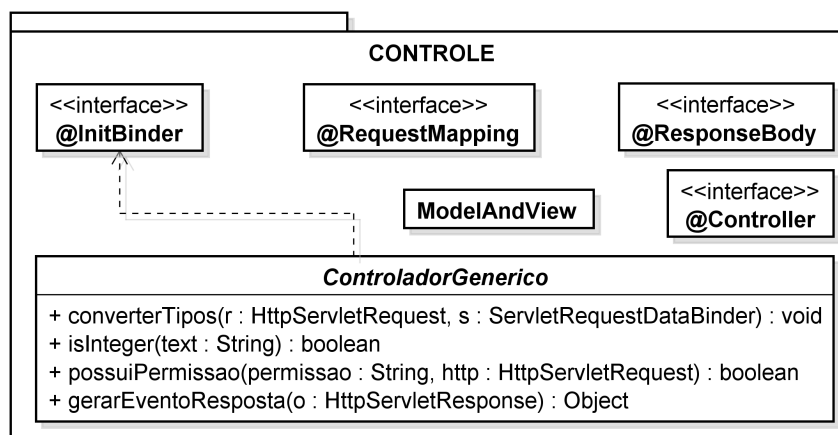 CONTROLE
<<interface>>
@InitBinder
<<interface>>
@RequestMapping
<<interface>>
@ResponseBody
ModelAndView
<<interface>>
@Controller
ControladorGenerico
+ converterTipos(r : HttpServletRequest, s : ServletRequestDataBinder) : void
+ isInteger(text : String) : boolean
+ possuiPermissao(permissao : String, http : HttpServletRequest) : boolean
+ gerarEventoResposta(o : HttpServletResponse) : Object